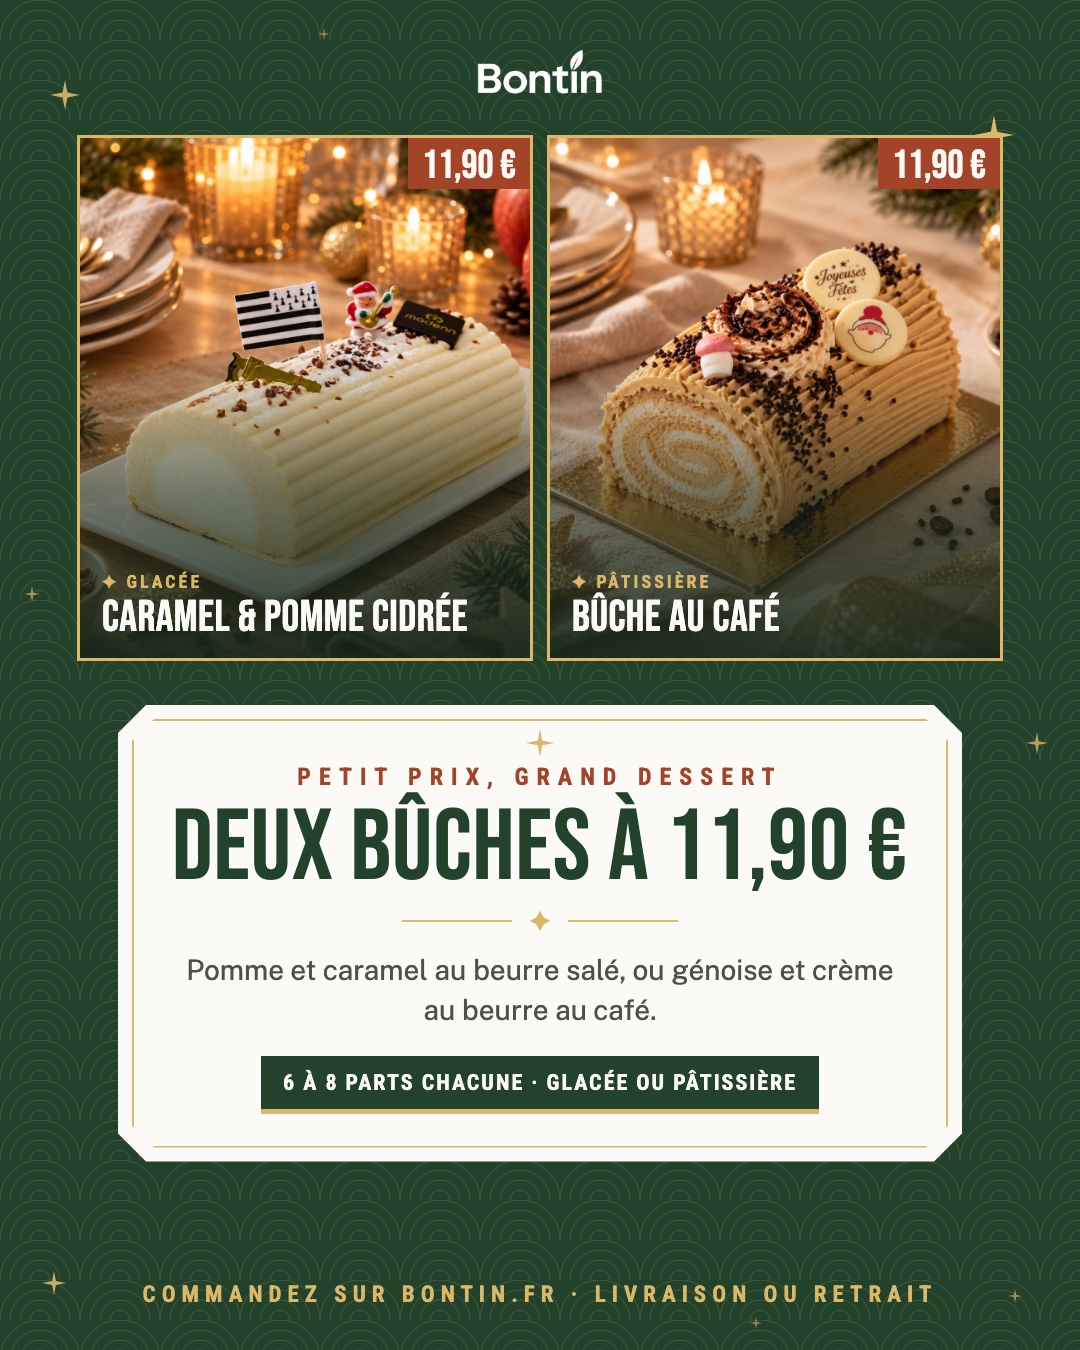 Bontin
11,90 €
11,90 €
madenn
Joyeuses
Fêtes
GLACÉE
CARAMEL & POMME CIDRÉE
PÂTISSIÈRE
BÛCHE AU CAFÉ
PETIT PRIX, GRAND DESSERT
DEUX BÛCHES À 11,90 €
Pomme et caramel au beurre salé, ou génoise et crème
au beurre au café.
6 À 8 PARTS CHACUNE · GLACÉE OU PÂTISSIÈRE
COMMANDEZ SUR BONTIN.FR · LIVRAISON OU RETRAIT